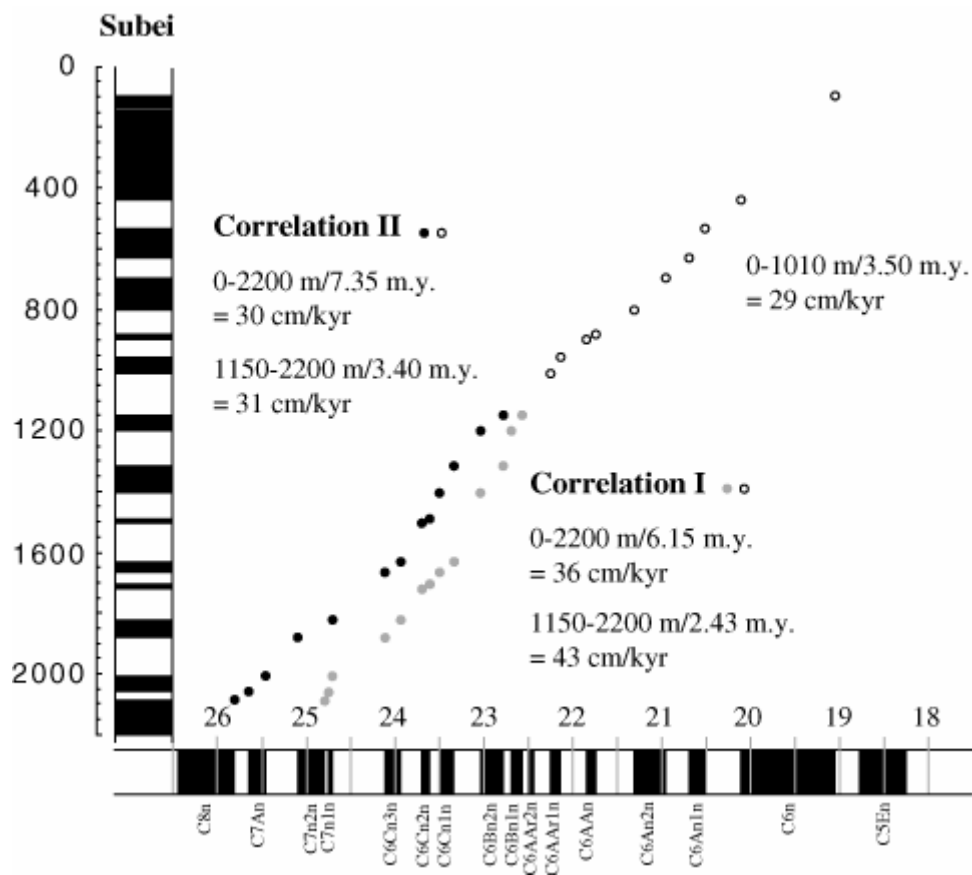 Subei
0
400
800
1200
1600
2000
Correlation II
0-2200 m/7.35 m.y.
= 30 cm/kyr
1150-2200 m/3.40 m.y.
= 31 cm/kyr
0-1010 m/3.50 m.y.
= 29 cm/kyr
Correlation I
0-2200 m/6.15 m.y.
= 36 cm/kyr
1150-2200 m/2.43 m.y.
= 43 cm/kyr
26 25 24 23 22 21 20 19 18
C8n
C7An
C7n2n
C7n1n
C6Cn3n
C6Cn2n
C6Cn1n
C6Bn2n
C6Bn1n
C6AAr2n
C6AAr1n
C6AAn
C6An2n
C6An1n
C6n
C5En